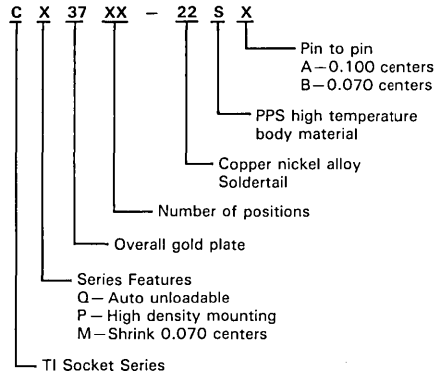 C X 37 XX – 22 S X
Pin to pin
A—0.100 centers
B—0.070 centers
PPS high temperature
body material
Copper nickel alloy
Soldertail
Number of positions
Overall gold plate
Series Features
Q—Auto unloadable
P—High density mounting
M—Shrink 0.070 centers
TI Socket Series